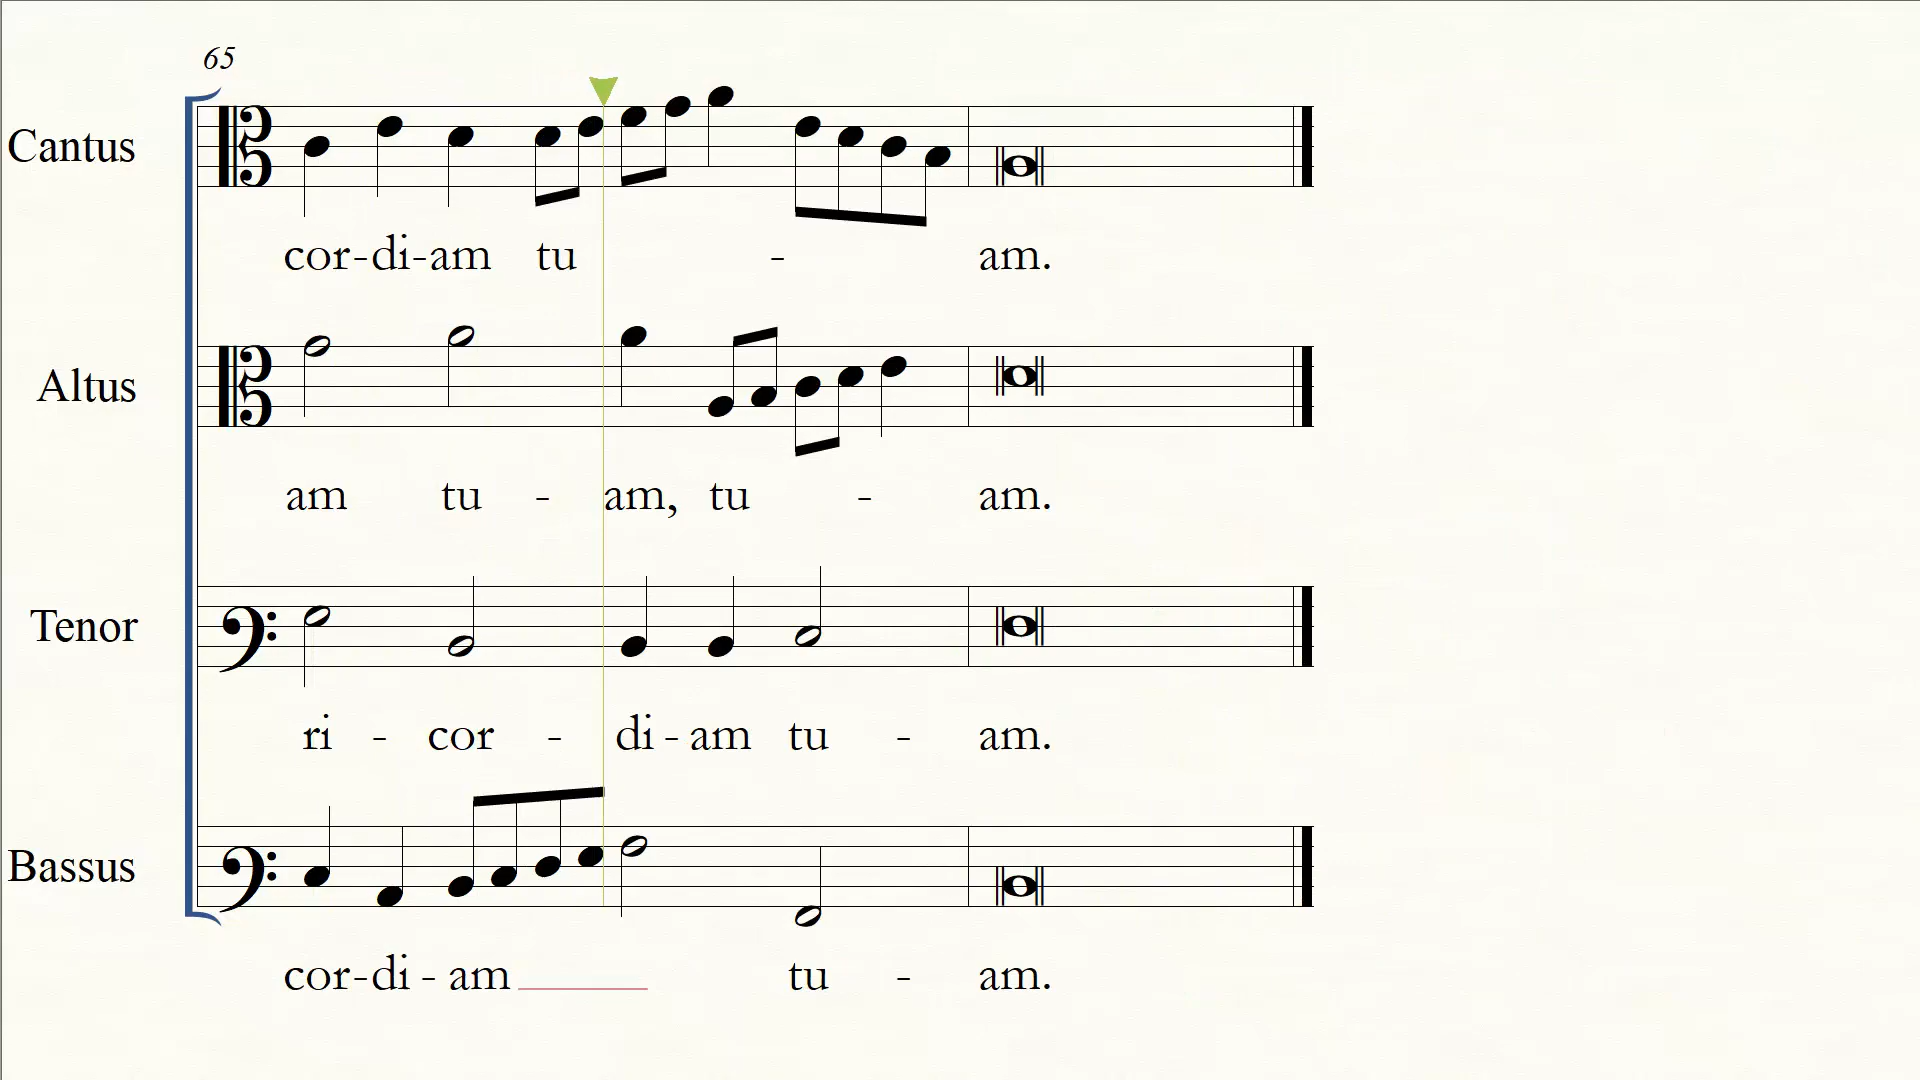 65
Cantus
cor-di-am tu - am.
Altus
am tu - am, tu - am.
Tenor
ri - cor - di - am tu - am.
Bassus
cor-di - am tu - am.